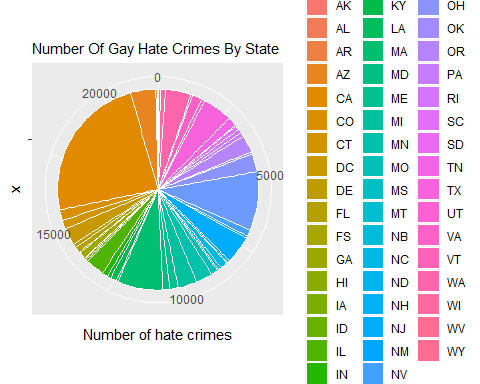 Number Of Gay Hate Crimes By State
0
20000
5000
15000
10000
x
Number of hate crimes
AK
AL
AR
AZ
CA
CO
CT
DC
DE
FL
FS
GA
HI
IA
ID
IL
IN
KY
LA
MA
MD
ME
MI
MN
MO
MS
MT
NB
NC
ND
NH
NJ
NM
NV
OH
OK
OR
PA
RI
SC
SD
TN
TX
UT
VA
VT
WA
WI
WV
WY